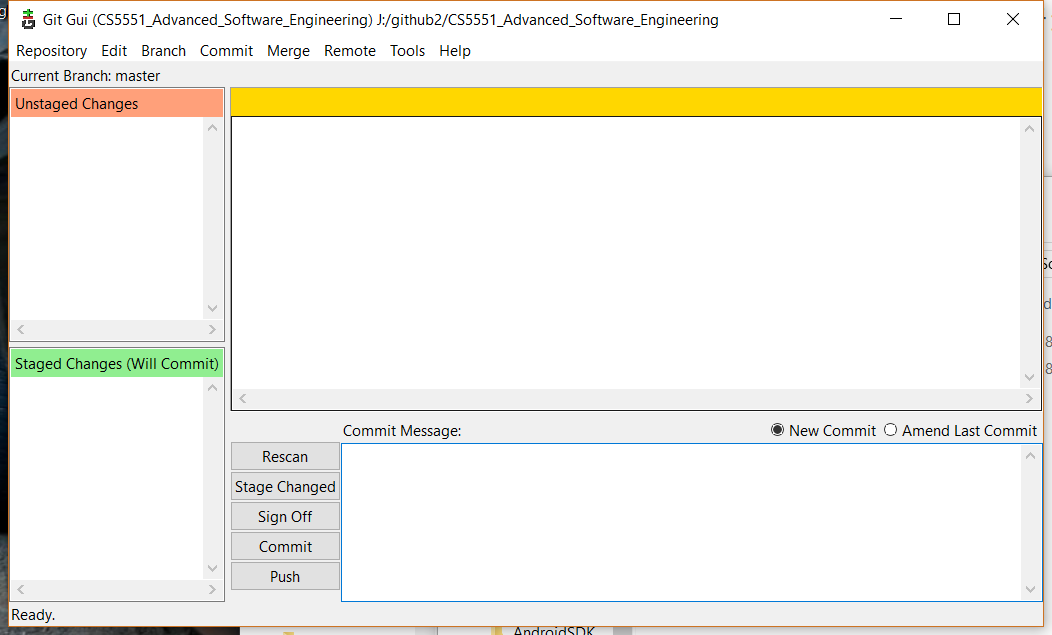 Git Gui (CS5551_Advanced_Software_Engineering) J:/github2/CS5551_Advanced_Software_Engineering
Repository Edit Branch Commit Merge Remote Tools Help
Current Branch: master
Unstaged Changes
Staged Changes (Will Commit)
Commit Message:
New Commit Amend Last Commit
Rescan
Stage Changed
Sign Off
Commit
Push
Ready.
AndroidSDK